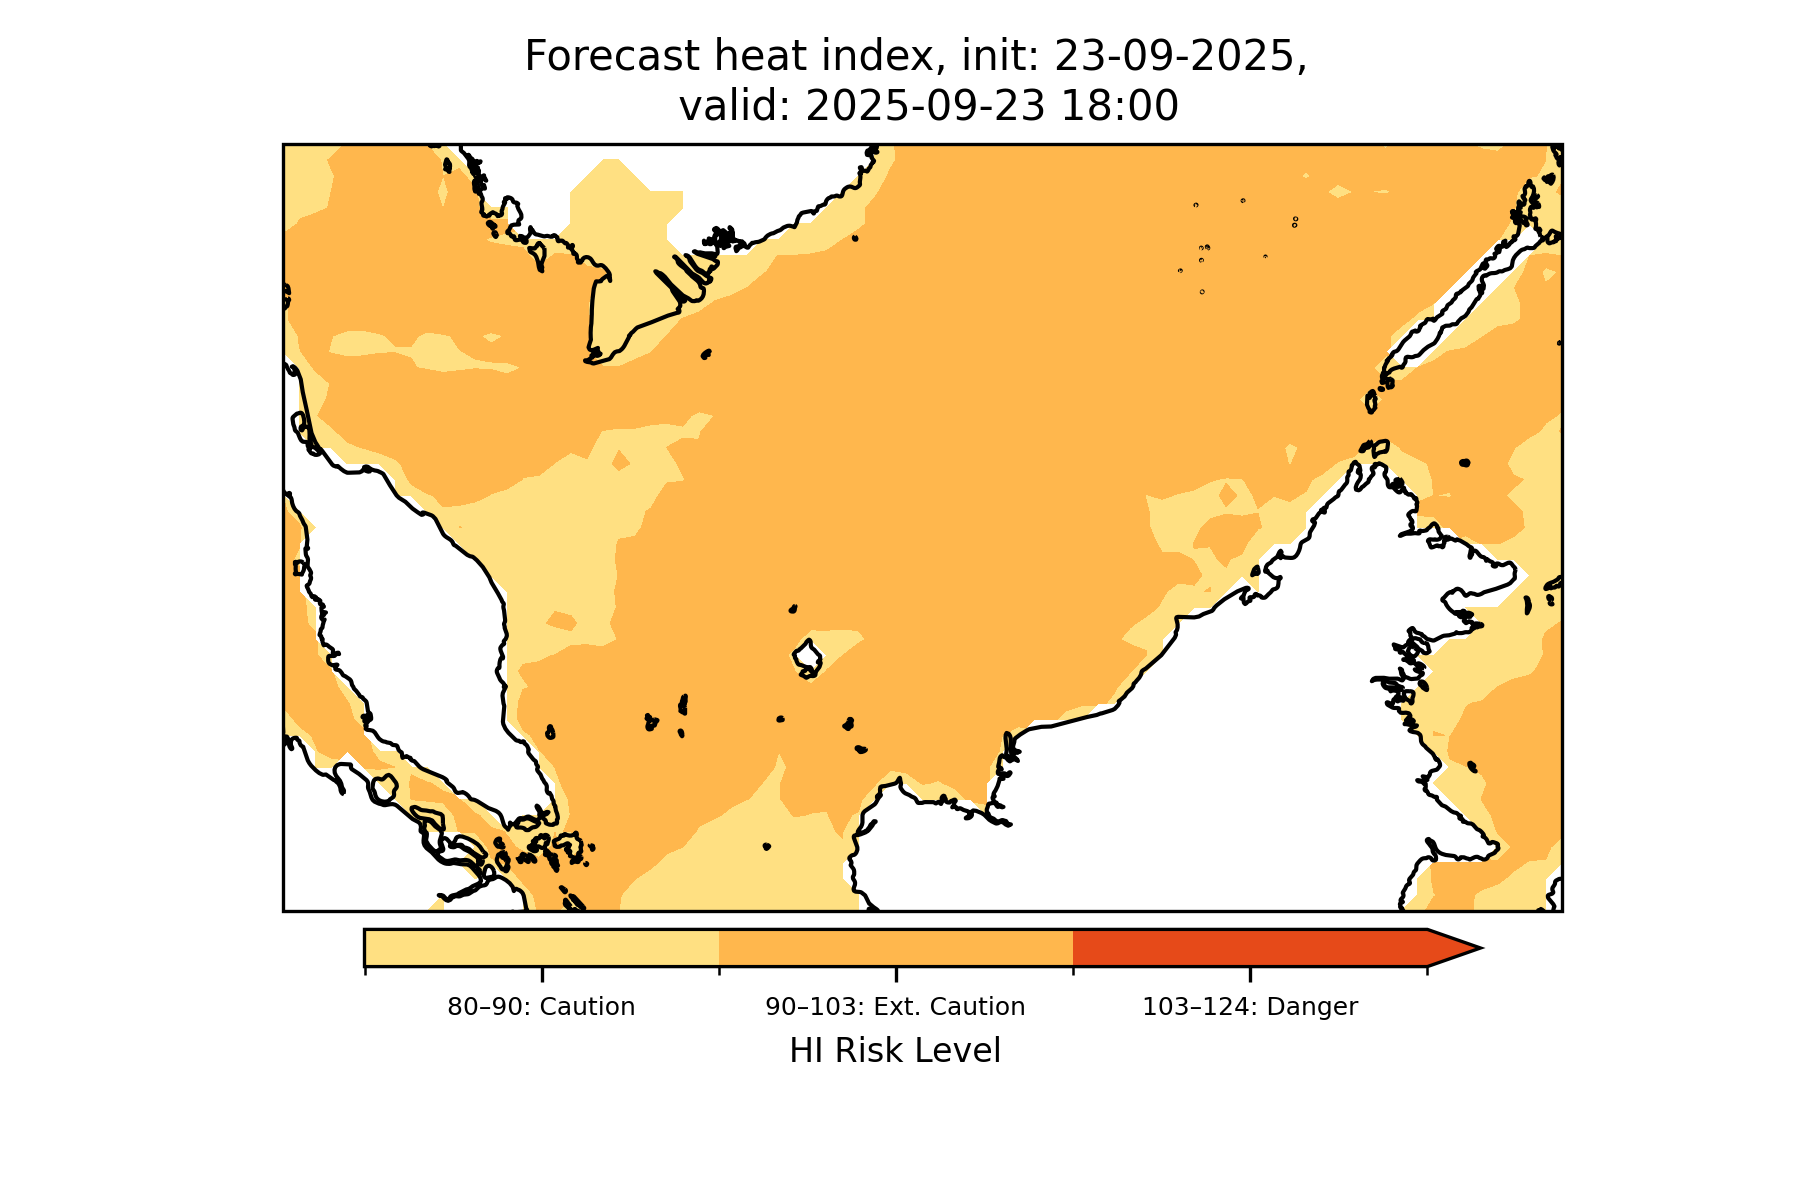 Forecast heat index, init: 23-09-2025,
valid: 2025-09-23 18:00
80–90: Caution
90–103: Ext. Caution
103–124: Danger
HI Risk Level